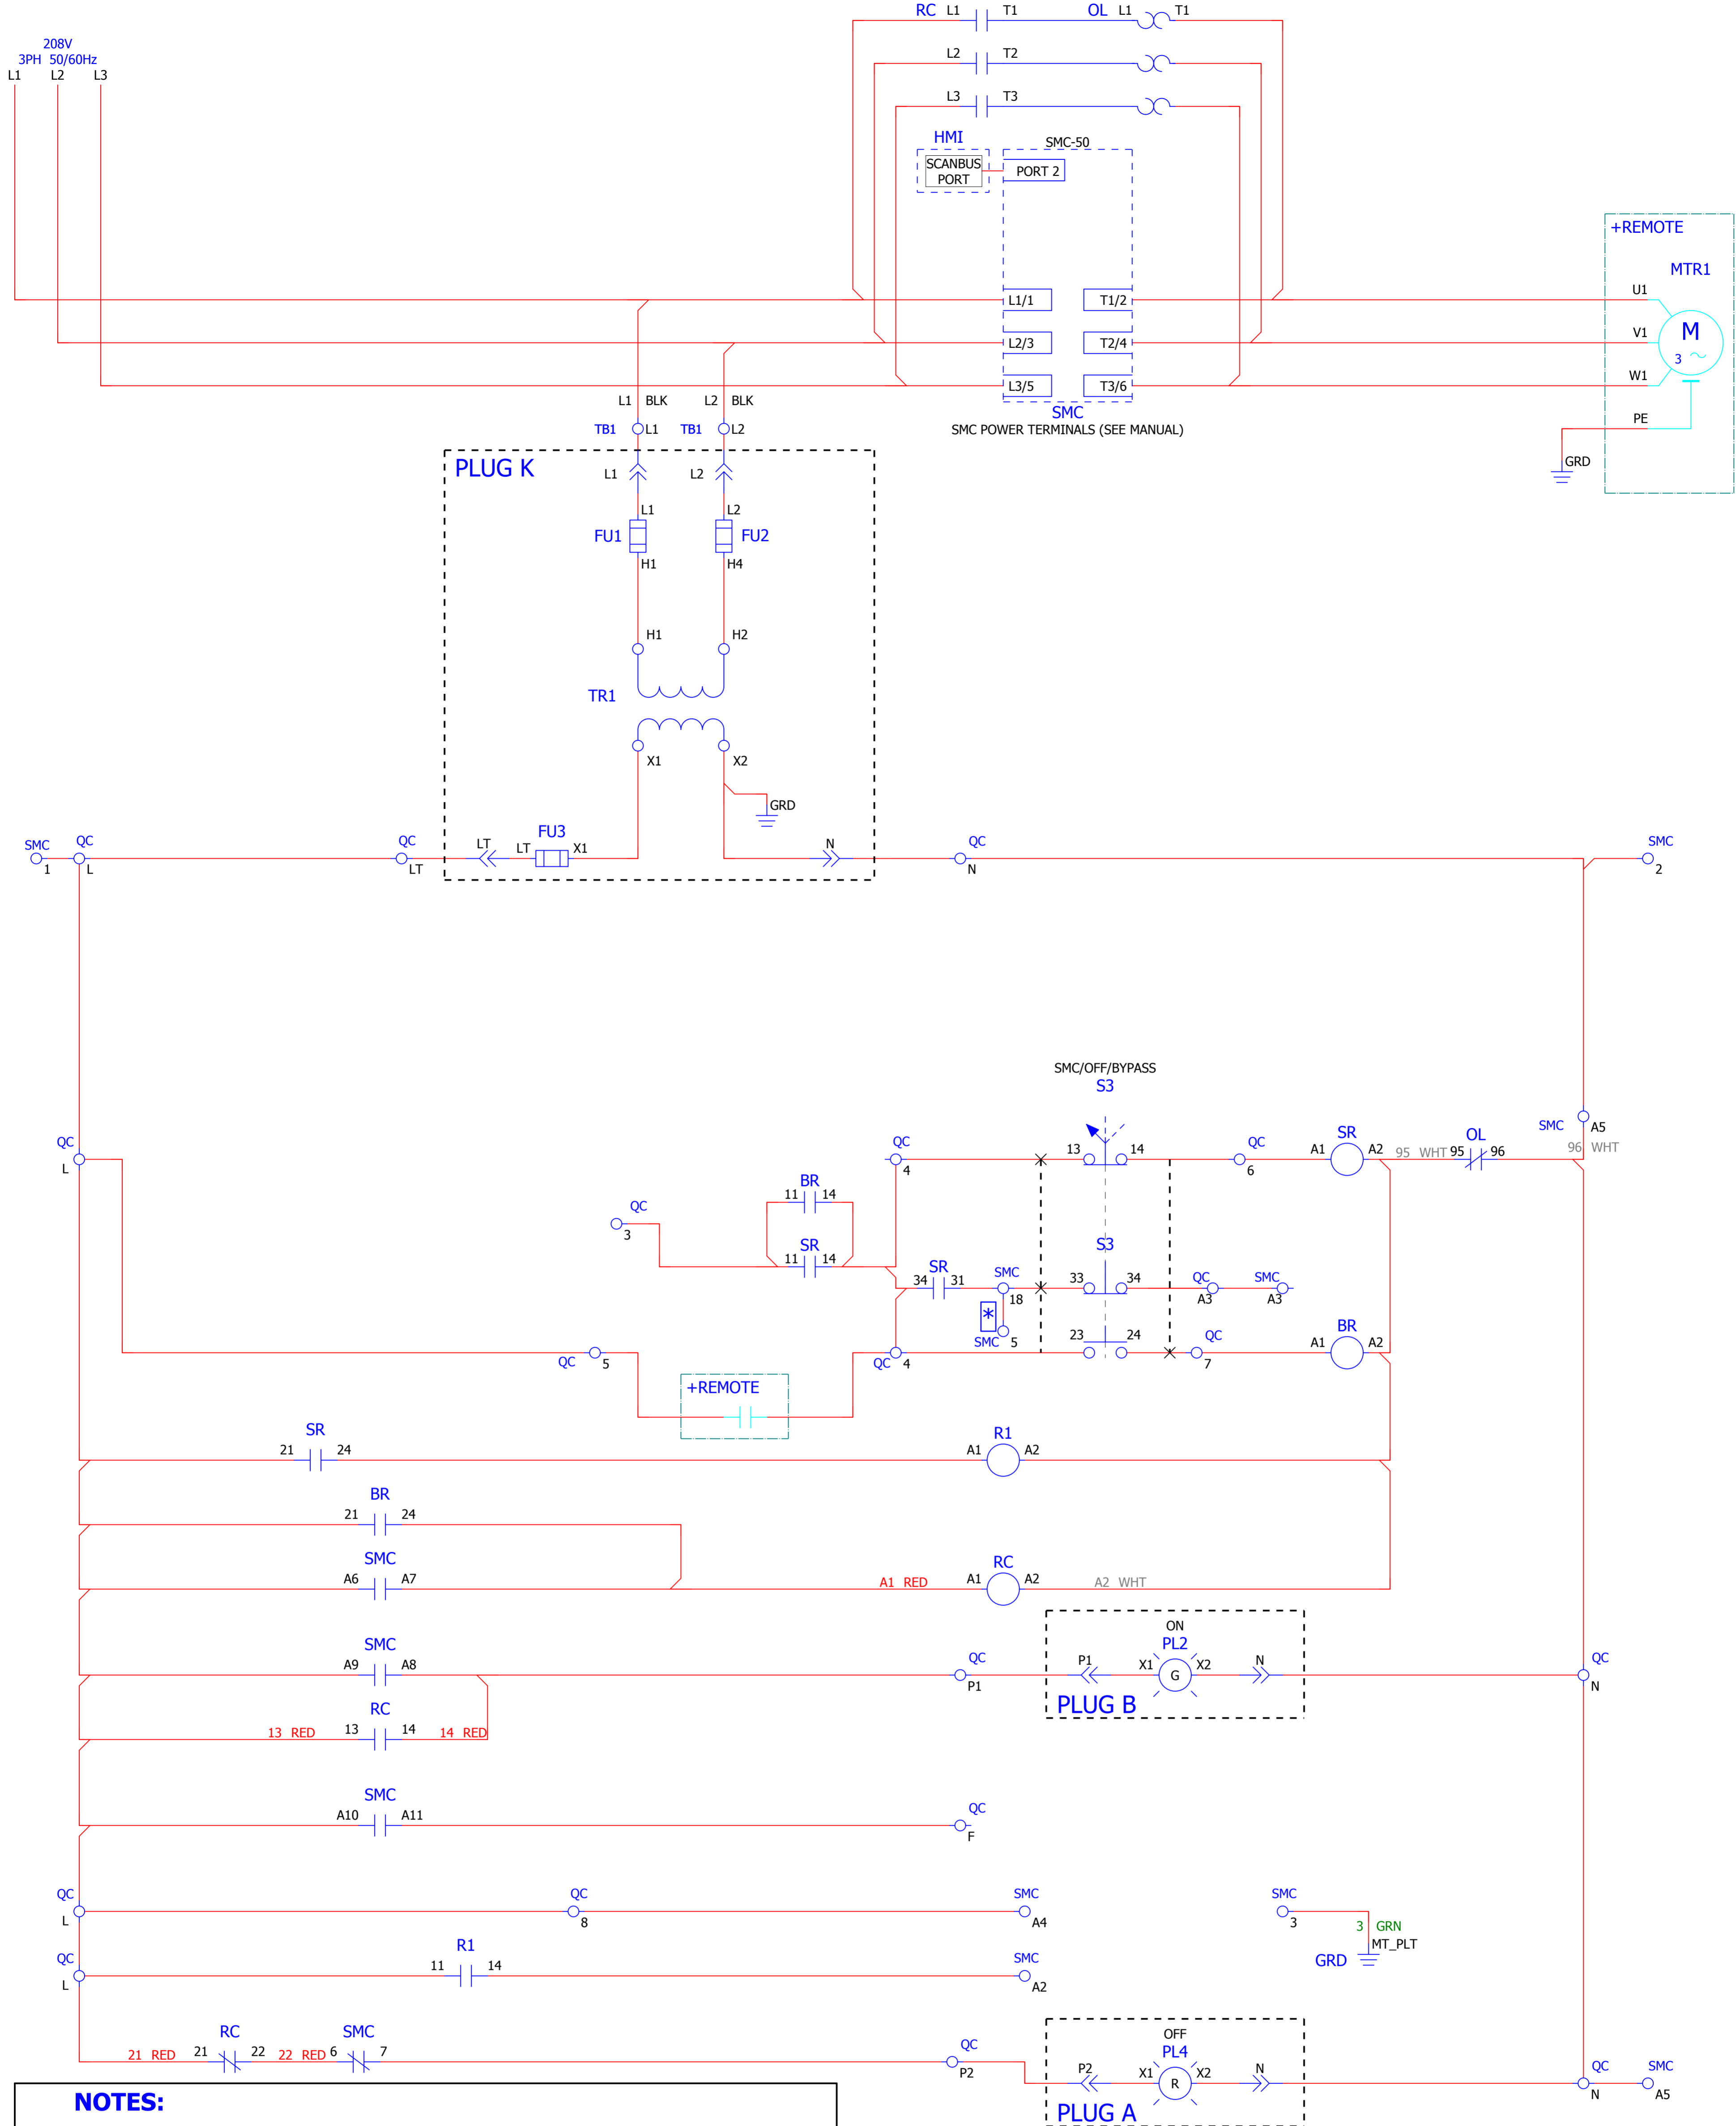 RC L1 T1 OL L1 T1
208V
3PH 50/60Hz
L1 L2 L3
L2 T2
L3 T3
HMI
SMC-50
SCANBUS
PORT
PORT 2
+REMOTE
MTR1
L1/1 T1/2 U1
L2/3 T2/4 V1
M
3
L3/5 T3/6 W1
SMC
SMC POWER TERMINALS (SEE MANUAL)
PE
GRD
L1 BLK L2 BLK
TB1 L1 TB1 L2
PLUG K
L1 L2
L1 L2
FU1 FU2
H1 H4
H1 H2
TR1
X1 X2
GRD
SMC QC QC FU3 QC SMC
LT LT X1 N
1 L LT N 2
SMC/OFF/BYPASS
S3
SMC A5
QC QC 13 14 QC SR OL 96 WHT
A1 A2 95 WHT 95 96
L 4 6
BR
11 14
QC
3
SR S3
11 14
SR
34 31 SMC 33 34 QC SMC
18 A3 A3
*
SMC 5 23 24 QC BR
A1 A2
QC 5 QC 4 7
+REMOTE
SR R1
21 24 A1 A2
BR
21 24
SMC RC
A6 A7 A1 RED A1 A2 A2 WHT
ON
SMC PL2
A9 A8 QC P1 X1 G X2 N QC
P1 N
PLUG B
RC
13 RED 13 14 14 RED
SMC
A10 A11 QC
F
QC QC SMC SMC
L 8 A4 3
3 GRN
MT_PLT
GRD
QC R1 SMC
11 14
L A2
OFF
RC SMC PL4
21 RED 21 22 22 RED 6 7 QC
P2
P2 X1 R X2 N QC SMC
N A5
PLUG A
NOTES: